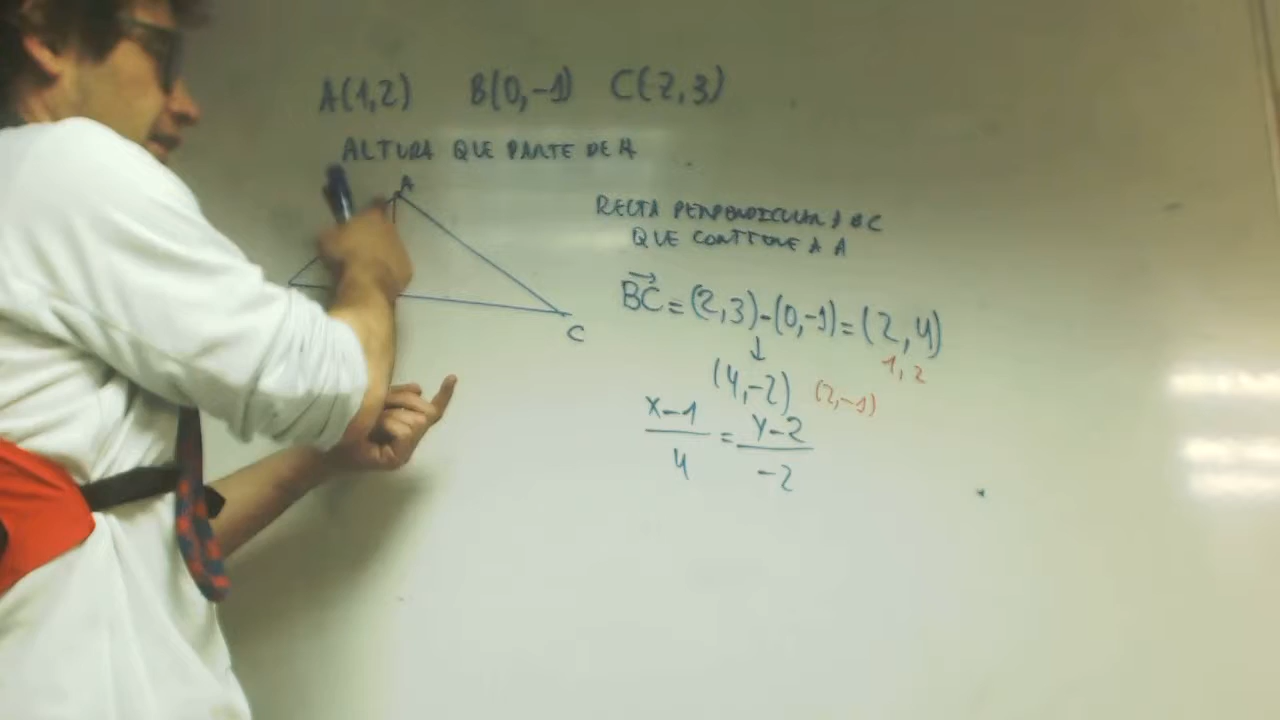 A(1,2) B(0,-1) C(2,3)
ALTURA QUE PARTE DE A
A
C
RECTA PERPENDICULAR A BC
QUE CONTIENE A A
BC = (2,3)-(0,-1) = (2,4)
1,2
↓
(4,-2) (2,-1)
x-1 / 4 = y-2 / -2